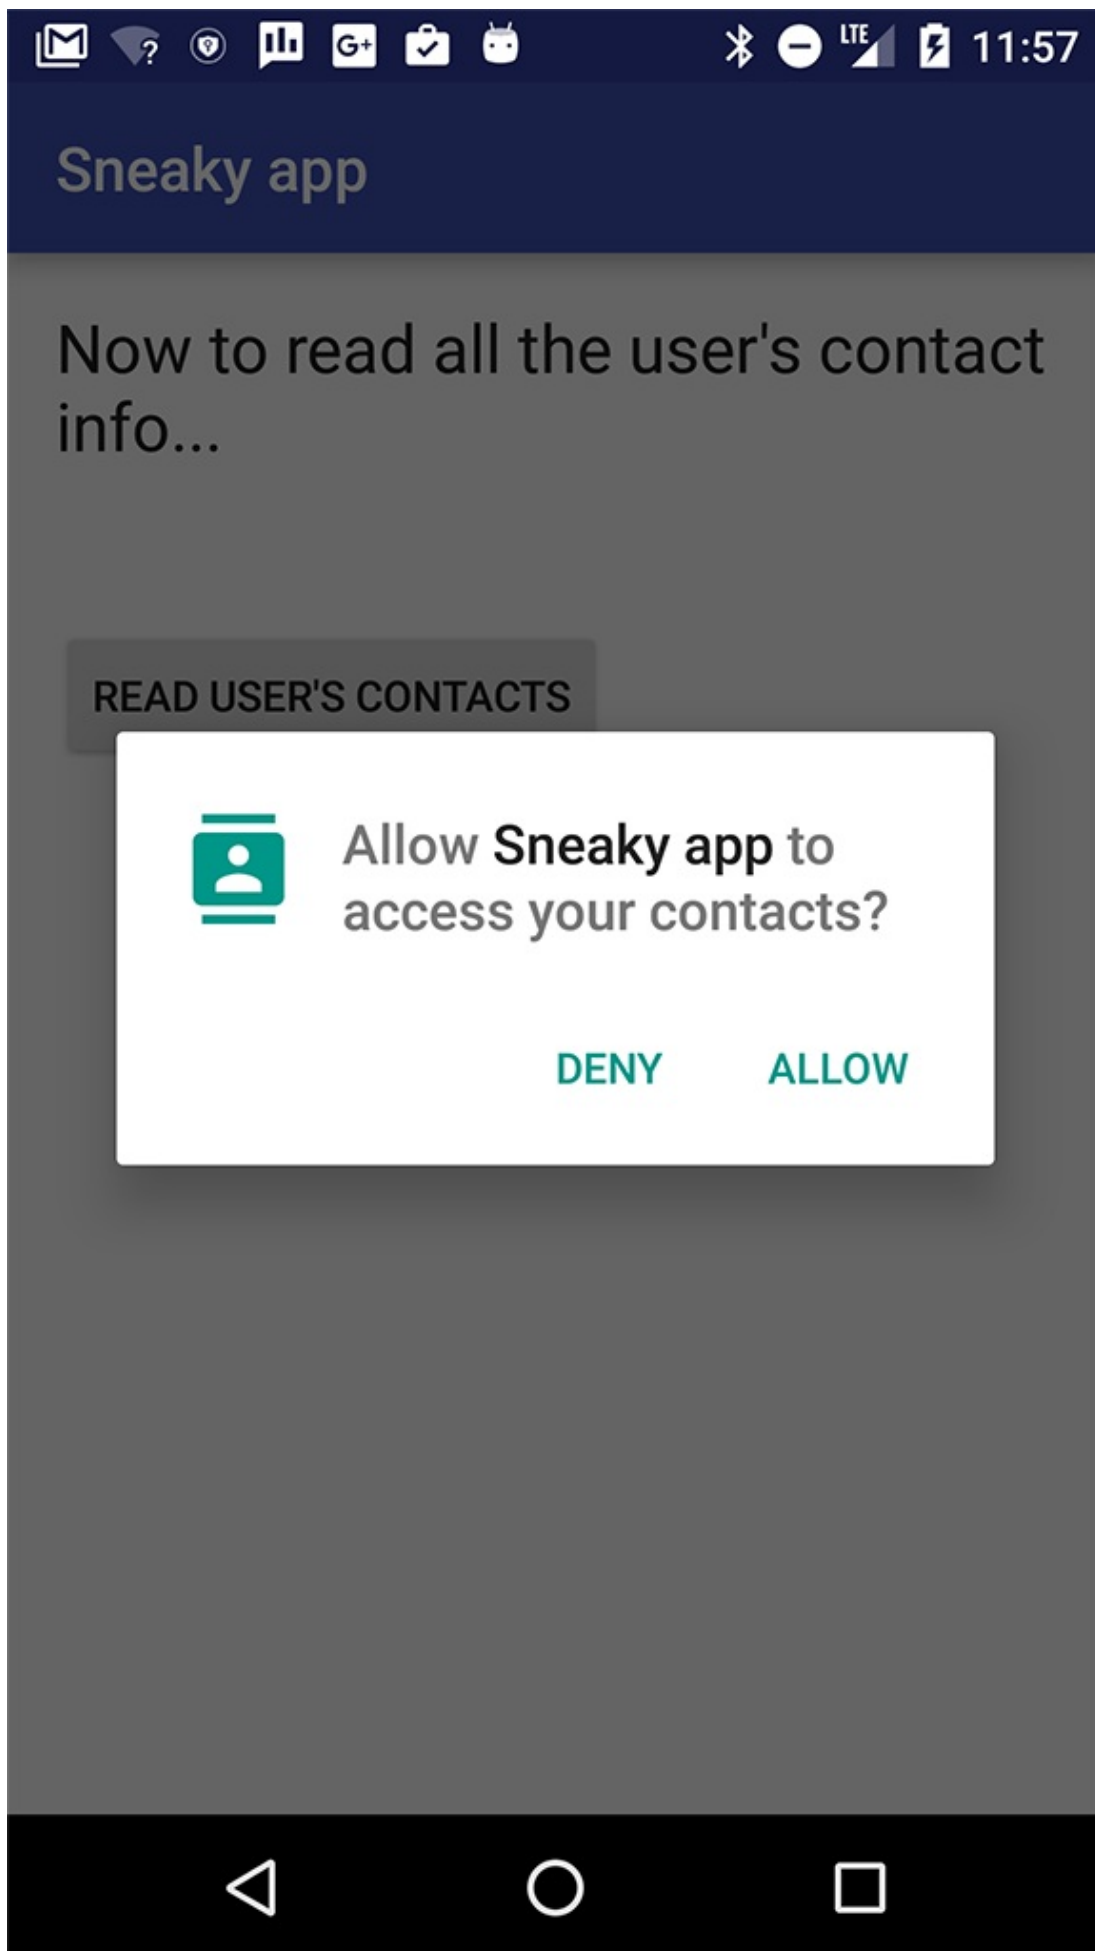 G+
LTE
11:57
Sneaky app
Now to read all the user's contact
info...
READ USER'S CONTACTS
Allow Sneaky app to
access your contacts?
DENY ALLOW